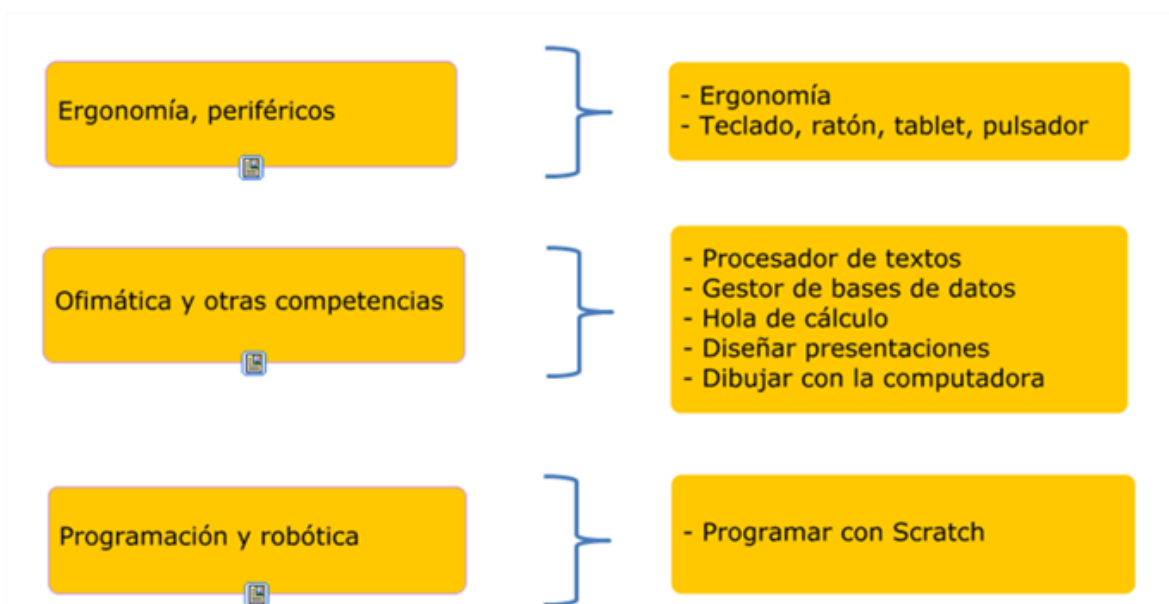 Ergonomía, periféricos
- Ergonomía
- Teclado, ratón, tablet, pulsador
Ofimática y otras competencias
- Procesador de textos
- Gestor de bases de datos
- Hola de cálculo
- Diseñar presentaciones
- Dibujar con la computadora
Programación y robótica
- Programar con Scratch